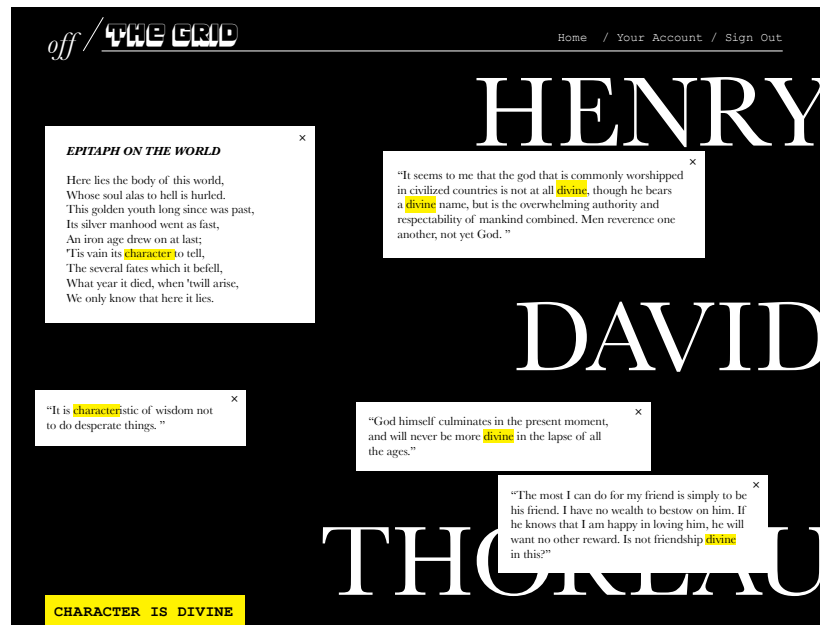 off / THE GRID
Home / Your Account / Sign Out
HENRY
×
EPITAPH ON THE WORLD
Here lies the body of this world,
Whose soul alas to hell is hurled.
This golden youth long since was past,
Its silver manhood went as fast,
An iron age drew on at last;
'Tis vain its character to tell,
The several fates which it befell,
What year it died, when 'twill arise,
We only know that here it lies.
×
“It seems to me that the god that is commonly worshipped
in civilized countries is not at all divine, though he bears
a divine name, but is the overwhelming authority and
respectability of mankind combined. Men reverence one
another, not yet God. ”
DAVID
×
“It is characteristic of wisdom not
to do desperate things. ”
×
“God himself culminates in the present moment,
and will never be more divine in the lapse of all
the ages.”
×
“The most I can do for my friend is simply to be
his friend. I have no wealth to bestow on him. If
he knows that I am happy in loving him, he will
want no other reward. Is not friendship divine
in this?”
THOREAU
CHARACTER IS DIVINE